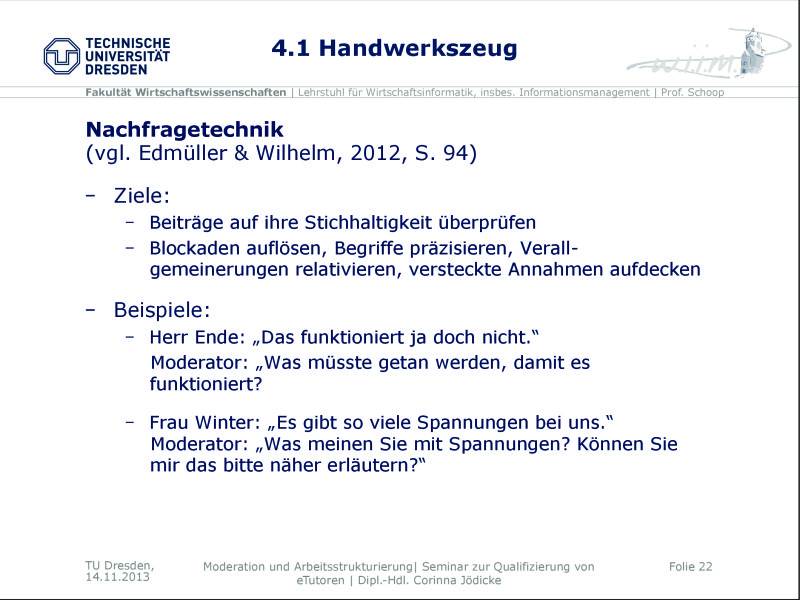 TECHNISCHE
UNIVERSITÄT
DRESDEN
4.1 Handwerkszeug
wiim
Fakultät Wirtschaftswissenschaften | Lehrstuhl für Wirtschaftsinformatik, insbes. Informationsmanagement | Prof. Schoop
Nachfragetechnik
(vgl. Edmüller & Wilhelm, 2012, S. 94)
– Ziele:
– Beiträge auf ihre Stichhaltigkeit überprüfen
– Blockaden auflösen, Begriffe präzisieren, Verall-
gemeinerungen relativieren, versteckte Annahmen aufdecken
– Beispiele:
– Herr Ende: „Das funktioniert ja doch nicht.“
Moderator: „Was müsste getan werden, damit es
funktioniert?
– Frau Winter: „Es gibt so viele Spannungen bei uns.“
Moderator: „Was meinen Sie mit Spannungen? Können Sie
mir das bitte näher erläutern?“
TU Dresden,
14.11.2013
Moderation und Arbeitsstrukturierung| Seminar zur Qualifizierung von
eTutoren | Dipl.-Hdl. Corinna Jödicke
Folie 22